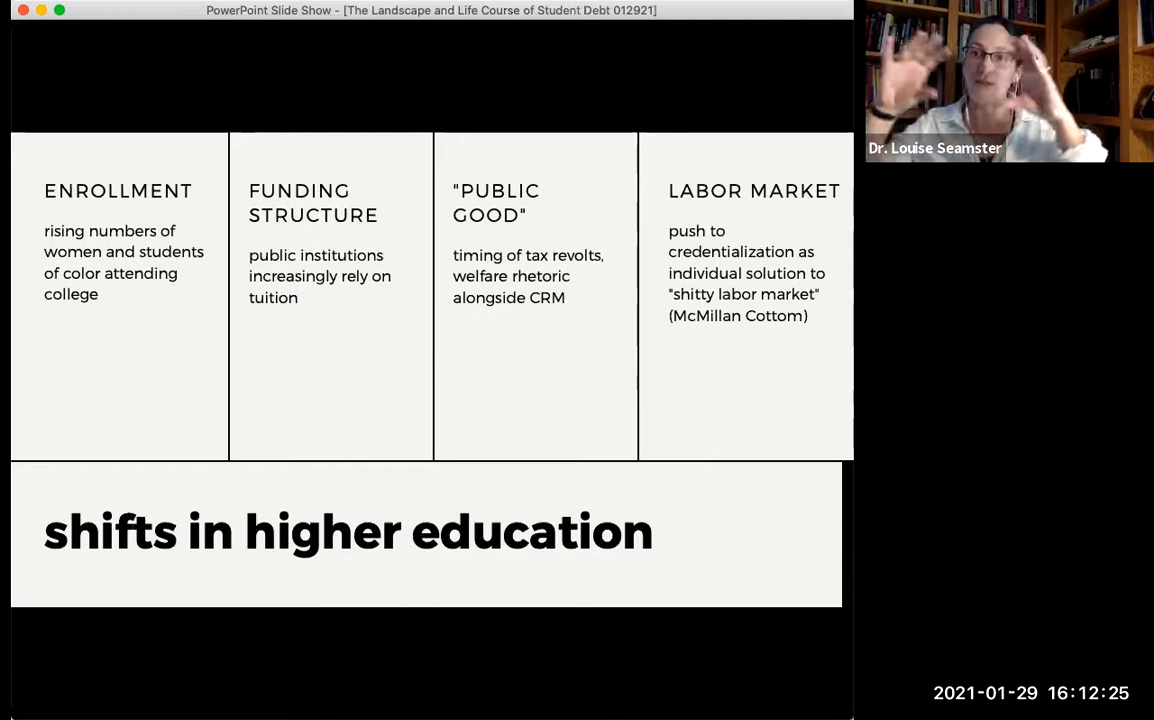 PowerPoint Slide Show - [The Landscape and Life Course of Student Debt 012921]
ENROLLMENT
rising numbers of
women and students
of color attending
college
FUNDING
STRUCTURE
public institutions
increasingly rely on
tuition
"PUBLIC
GOOD"
timing of tax revolts,
welfare rhetoric
alongside CRM
LABOR MARKET
push to
credentialization as
individual solution to
"shitty labor market"
(McMillan Cottom)
shifts in higher education
Dr. Louise Seamster
2021-01-29 16:12:25